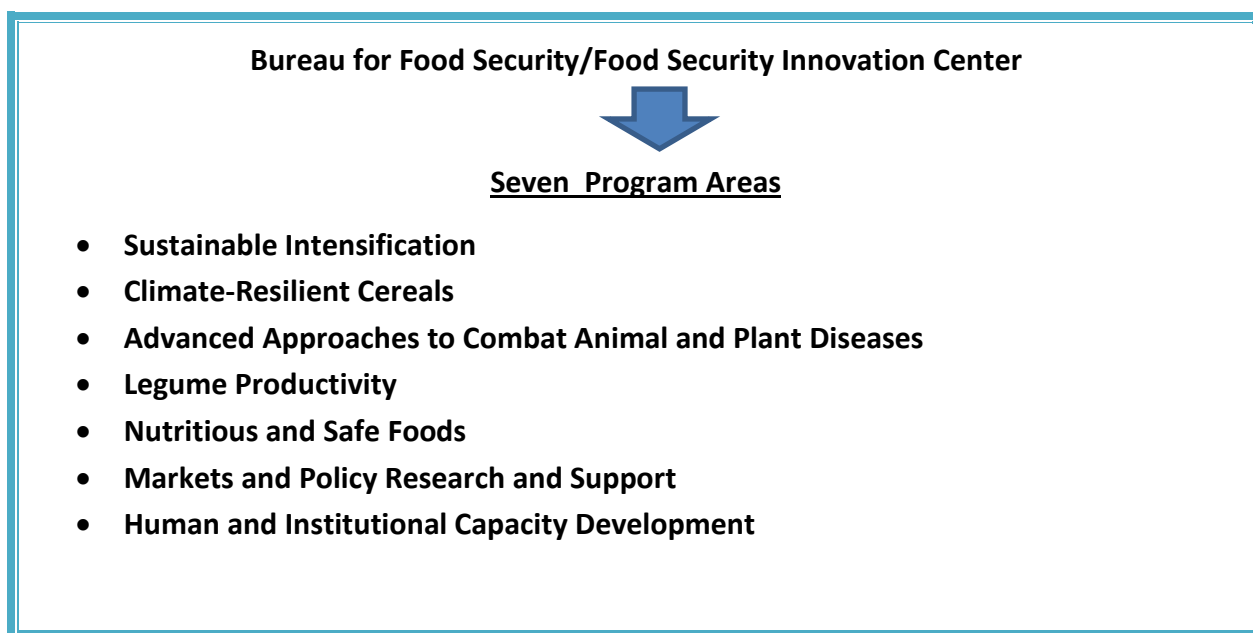 Bureau for Food Security/Food Security Innovation Center
Seven Program Areas
• Sustainable Intensification
• Climate-Resilient Cereals
• Advanced Approaches to Combat Animal and Plant Diseases
• Legume Productivity
• Nutritious and Safe Foods
• Markets and Policy Research and Support
• Human and Institutional Capacity Development